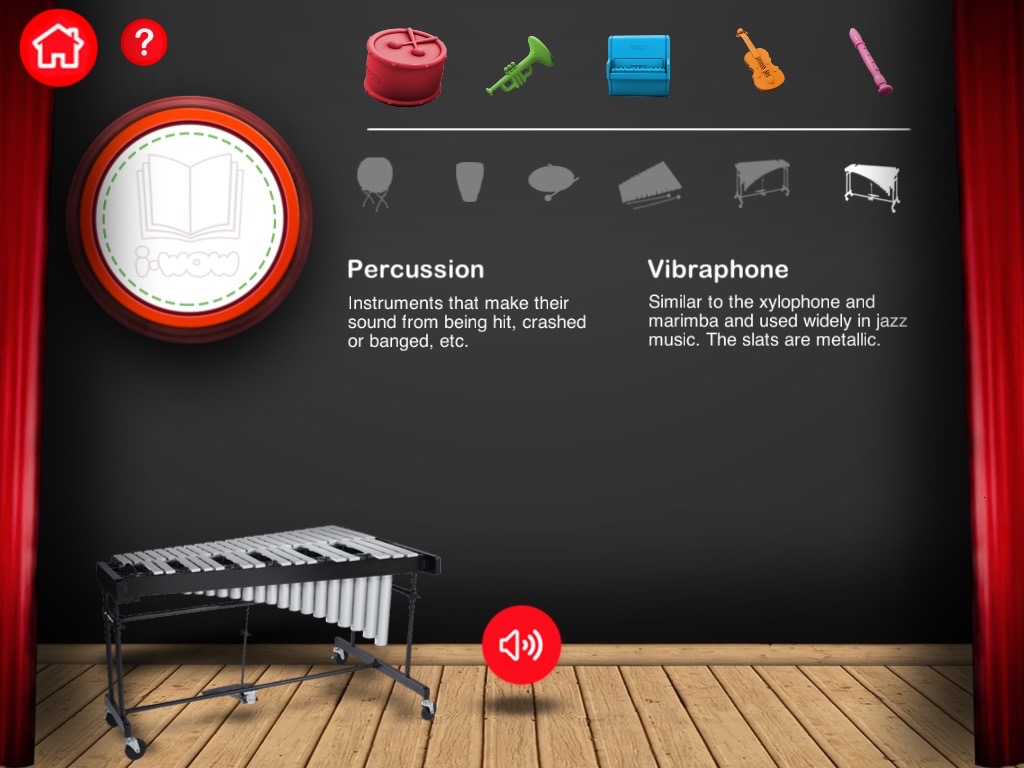 ?
i-wow
Percussion
Instruments that make their
sound from being hit, crashed
or banged, etc.
Vibraphone
Similar to the xylophone and
marimba and used widely in jazz
music. The slats are metallic.